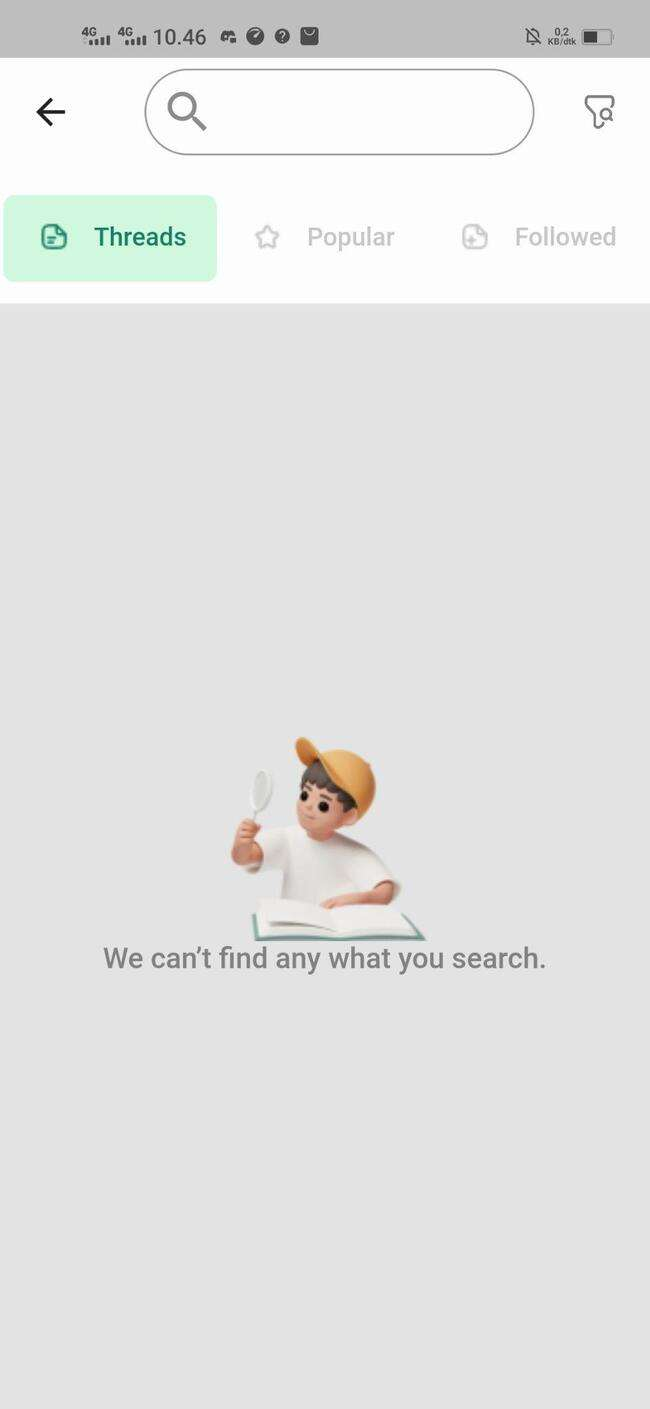 4G 4G 10.46 0,2
KB/dtk
Threads Popular Followed
We can’t find any what you search.